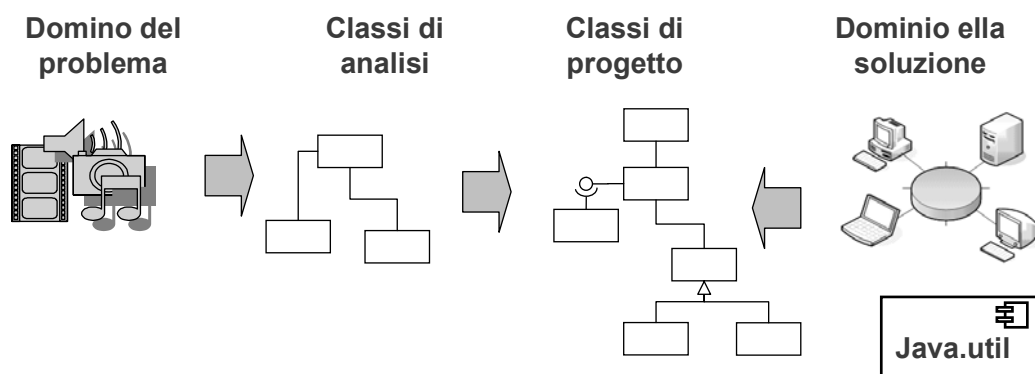 Domino del
problema
Classi di
analisi
Classi di
progetto
Dominio ella
soluzione
Java.util